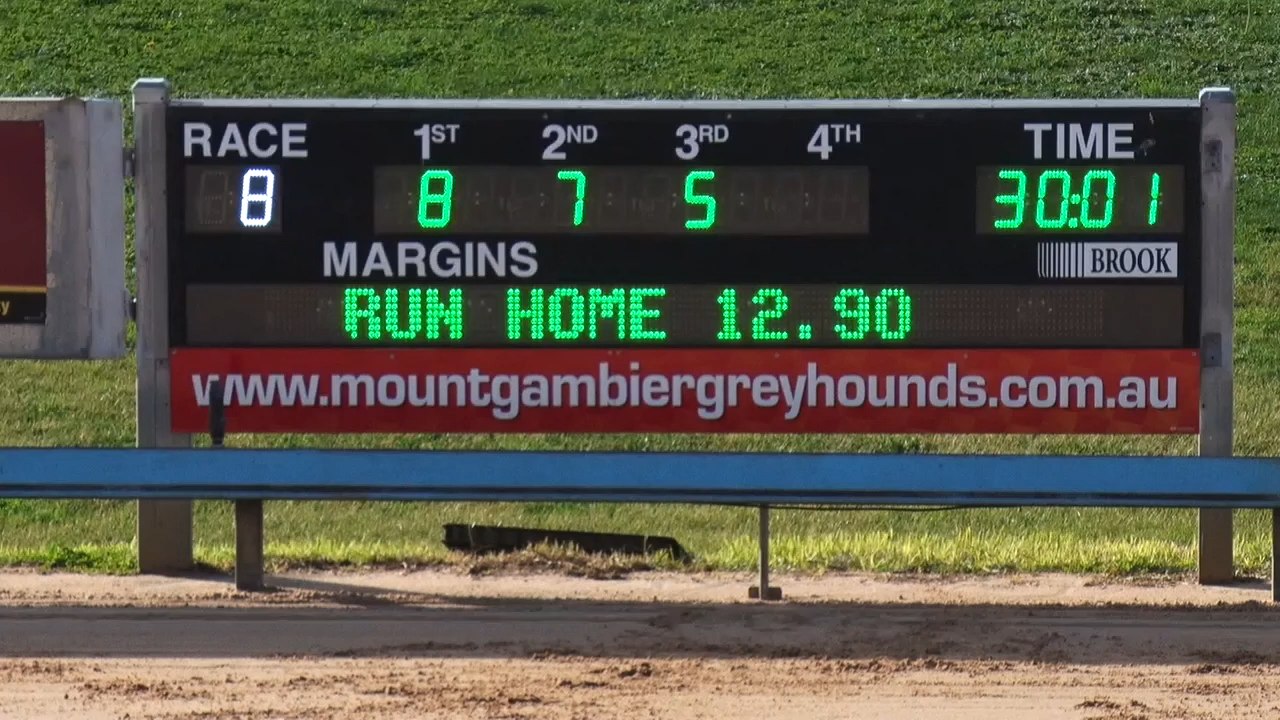 RACE 1ST 2ND 3RD 4TH TIME
8 8 7 5 30:01
MARGINS BROOK
RUN HOME 12.90
www.mountgambiergreyhounds.com.au